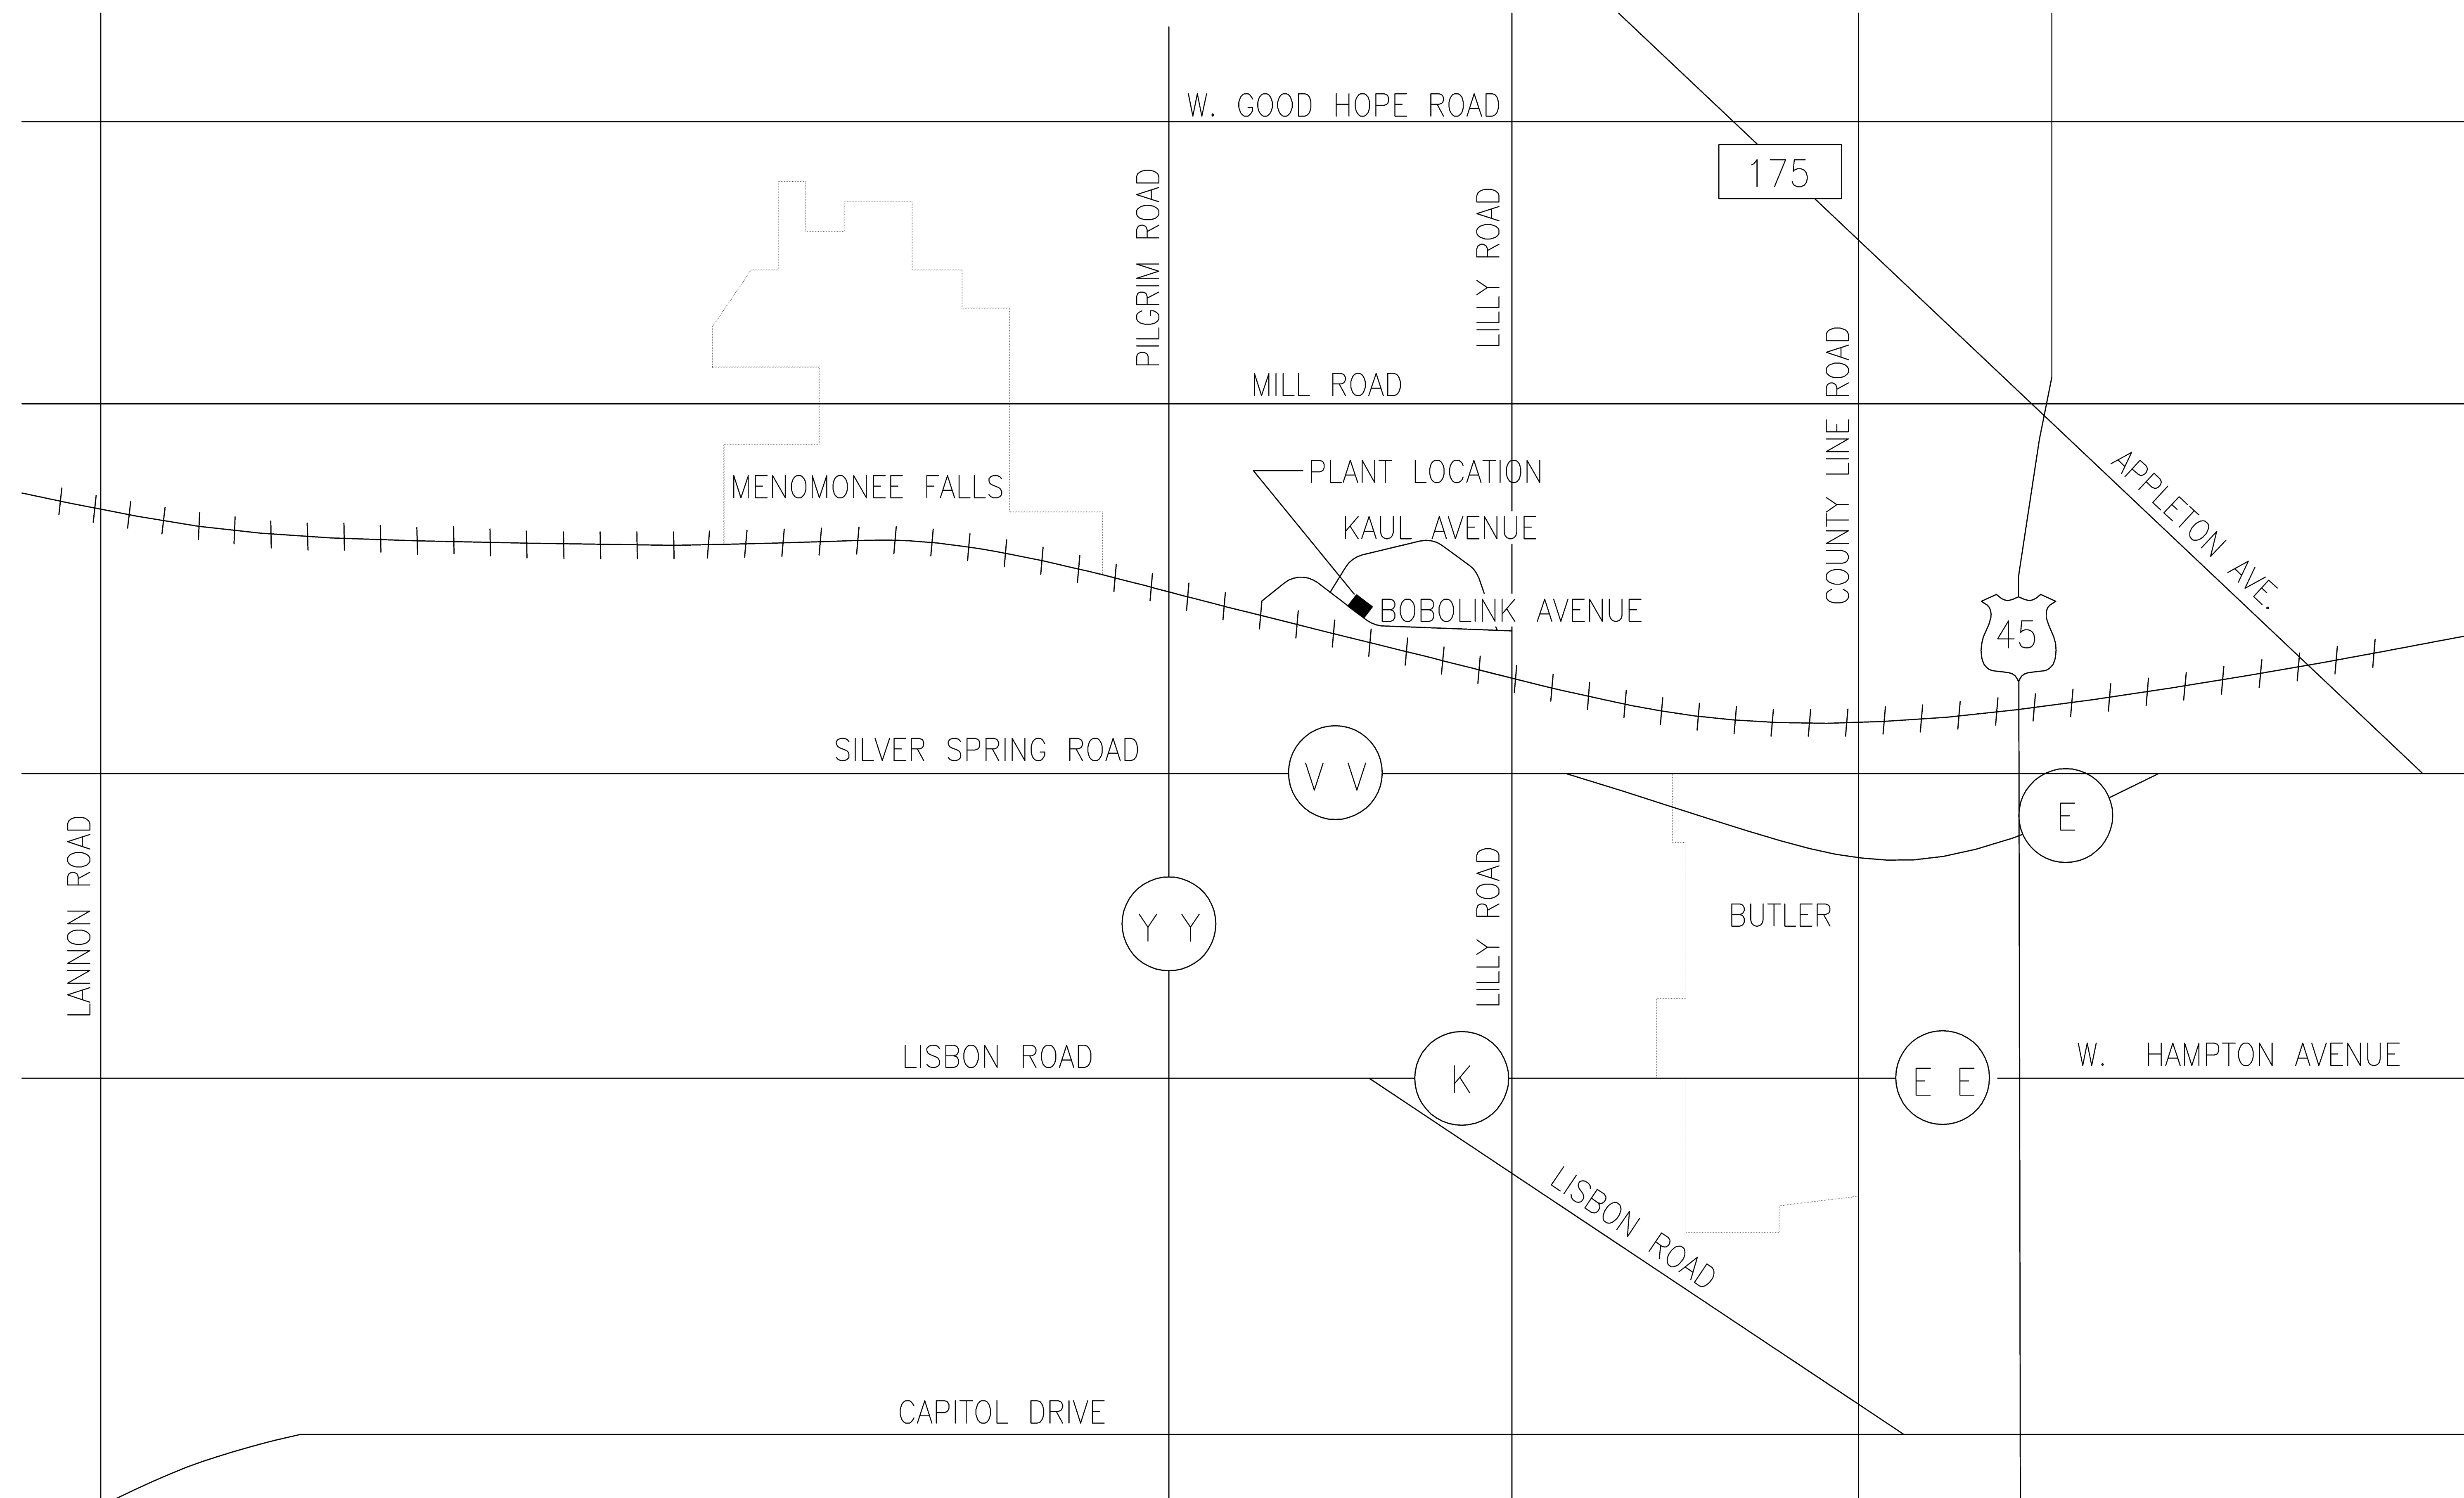 W. GOOD HOPE ROAD
175
PILGRIM ROAD
LILLY ROAD
COUNTY LINE ROAD
MILL ROAD
APPLETON AVE.
PLANT LOCATION
MENOMONEE FALLS
KAUL AVENUE
BOBOLINK AVENUE
45
SILVER SPRING ROAD
V V
E
LANNON ROAD
Y Y
LILLY ROAD
BUTLER
LISBON ROAD
K
E E
W. HAMPTON AVENUE
LISBON ROAD
CAPITOL DRIVE